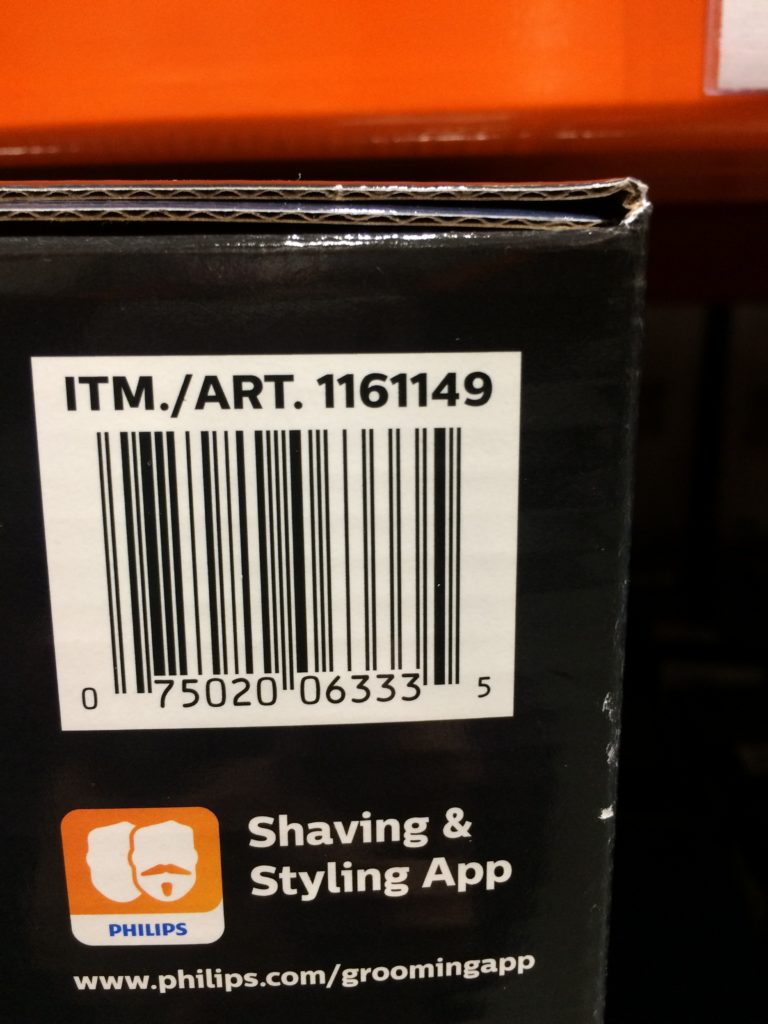 ITM./ART. 1161149
0 75020 06333 5
Shaving &
Styling App
PHILIPS
www.philips.com/groomingapp